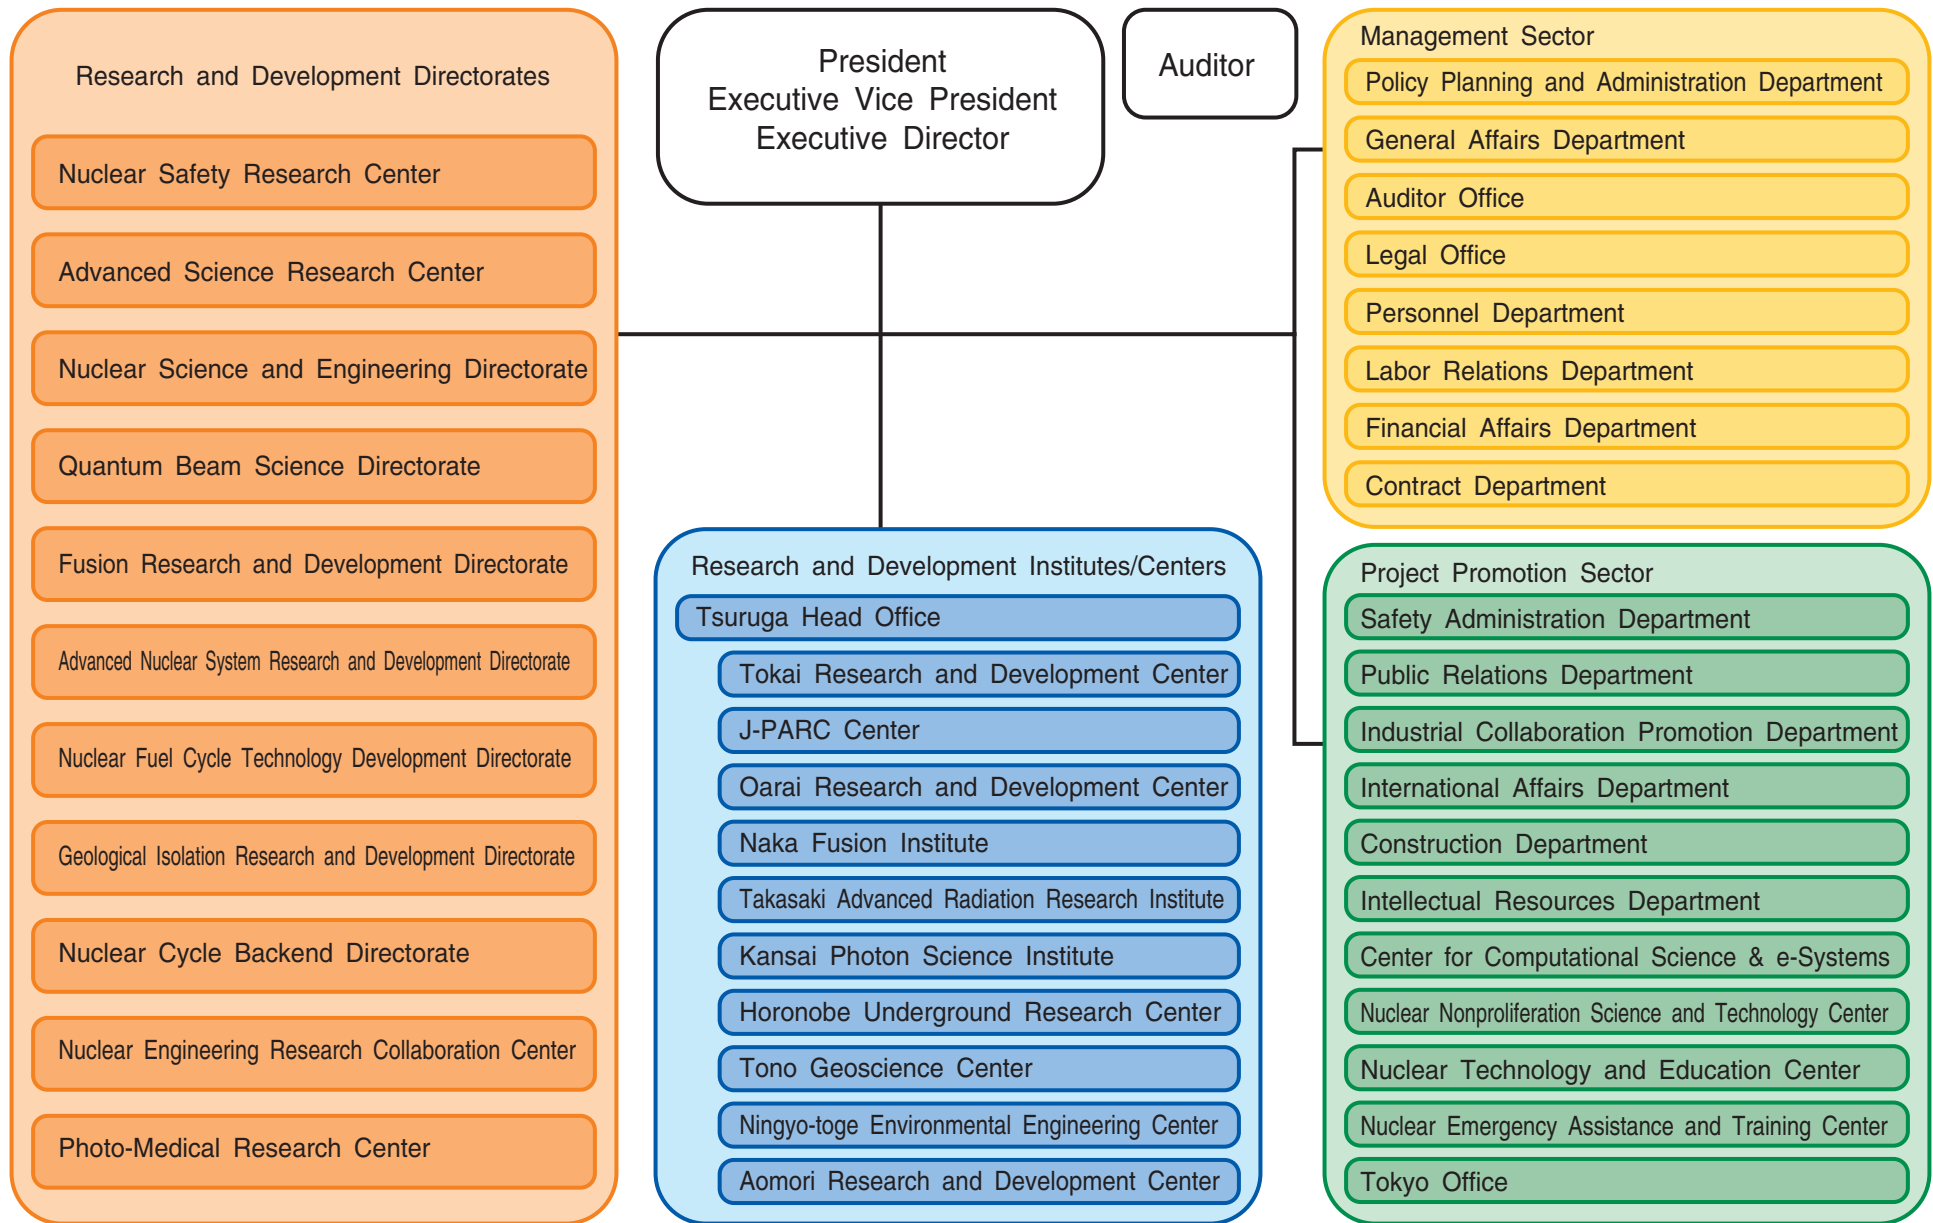 Research and Development Directorates
Nuclear Safety Research Center
Advanced Science Research Center
Nuclear Science and Engineering Directorate
Quantum Beam Science Directorate
Fusion Research and Development Directorate
Advanced Nuclear System Research and Development Directorate
Nuclear Fuel Cycle Technology Development Directorate
Geological Isolation Research and Development Directorate
Nuclear Cycle Backend Directorate
Nuclear Engineering Research Collaboration Center
Photo-Medical Research Center
President
Executive Vice President
Executive Director
Auditor
Research and Development Institutes/Centers
Tsuruga Head Office
Tokai Research and Development Center
J-PARC Center
Oarai Research and Development Center
Naka Fusion Institute
Takasaki Advanced Radiation Research Institute
Kansai Photon Science Institute
Horonobe Underground Research Center
Tono Geoscience Center
Ningyo-toge Environmental Engineering Center
Aomori Research and Development Center
Management Sector
Policy Planning and Administration Department
General Affairs Department
Auditor Office
Legal Office
Personnel Department
Labor Relations Department
Financial Affairs Department
Contract Department
Project Promotion Sector
Safety Administration Department
Public Relations Department
Industrial Collaboration Promotion Department
International Affairs Department
Construction Department
Intellectual Resources Department
Center for Computational Science & e-Systems
Nuclear Nonproliferation Science and Technology Center
Nuclear Technology and Education Center
Nuclear Emergency Assistance and Training Center
Tokyo Office